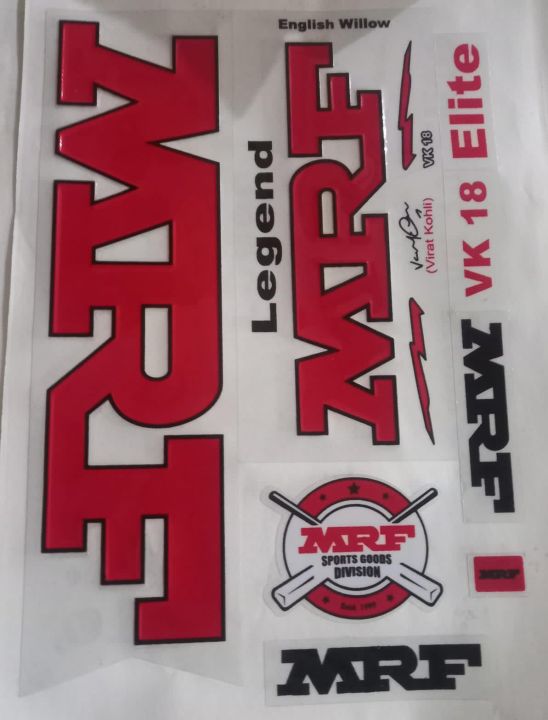 MRF
English Willow
Legend
MRF
VK 18
(Virat Kohli)
Elite
VK 18
MRF
MRF
SPORTS GOODS
DIVISION
MRF
MRF